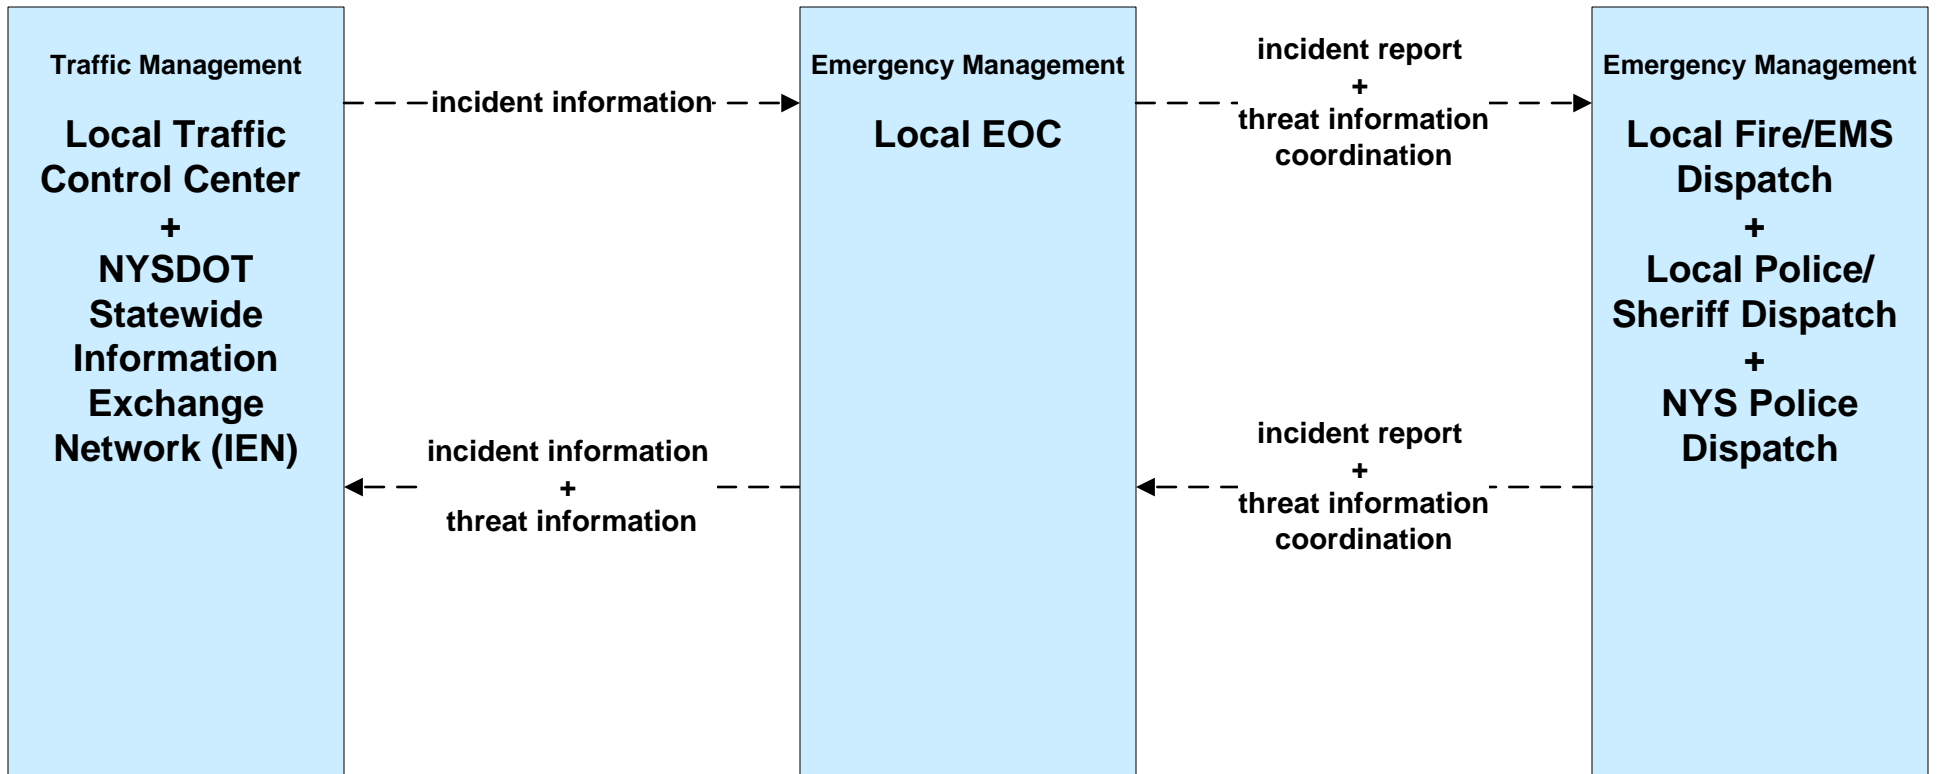 Traffic Management
Local Traffic
Control Center
+
NYSDOT
Statewide
Information
Exchange
Network (IEN)
incident information
incident information
+
threat information
Emergency Management
Local EOC
incident report
+
threat information
coordination
incident report
+
threat information
coordination
Emergency Management
Local Fire/EMS
Dispatch
+
Local Police/
Sheriff Dispatch
+
NYS Police
Dispatch